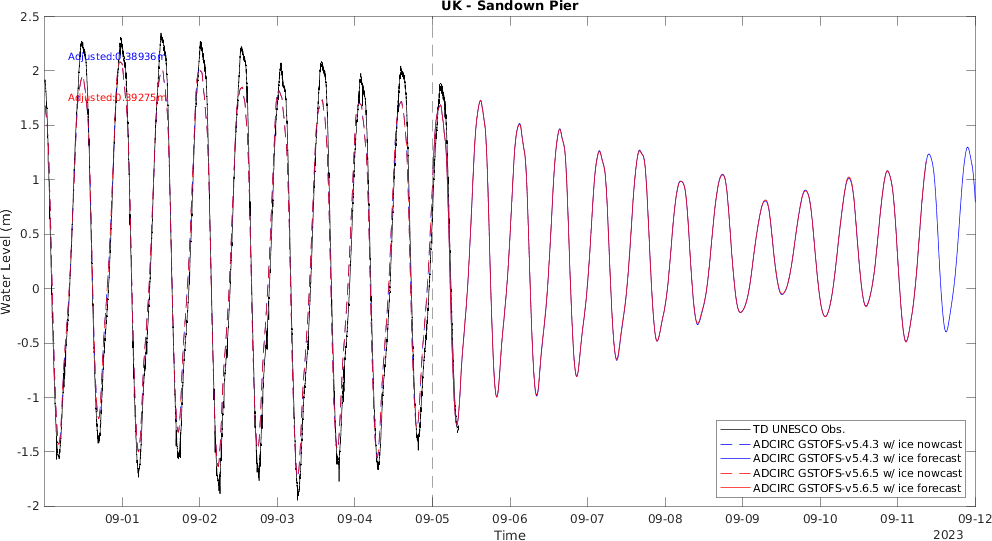 UK - Sandown Pier
2.5
2
1.5
1
0.5
0
-0.5
-1
-1.5
-2
Water Level (m)
Adjusted:0.38936m
Adjusted:0.39275m
09-01 09-02 09-03 09-04 09-05 09-06 09-07 09-08 09-09 09-10 09-11 09-12
2023
Time
TD UNESCO Obs.
ADCIRC GSTOFS-v5.4.3 w/ ice nowcast
ADCIRC GSTOFS-v5.4.3 w/ ice forecast
ADCIRC GSTOFS-v5.6.5 w/ ice nowcast
ADCIRC GSTOFS-v5.6.5 w/ ice forecast